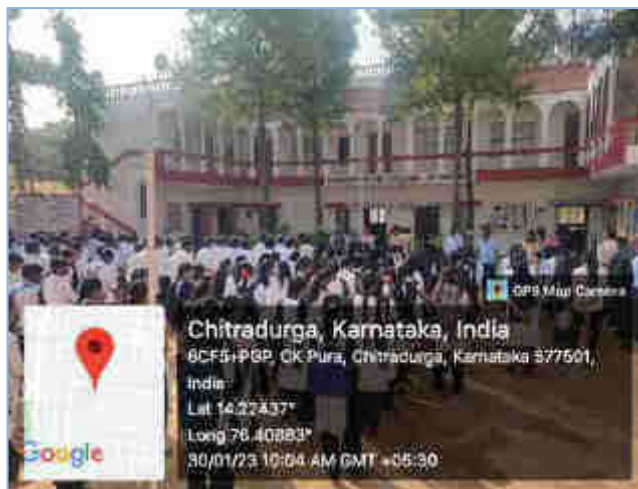 GPS Map Camera
Chitradurga, Karnataka, India
6CF5+PGP, CK Pura, Chitradurga, Karnataka 577501,
India
Lat 14.22437°
Long 76.40883°
30/01/23 10:04 AM GMT +05:30
Google